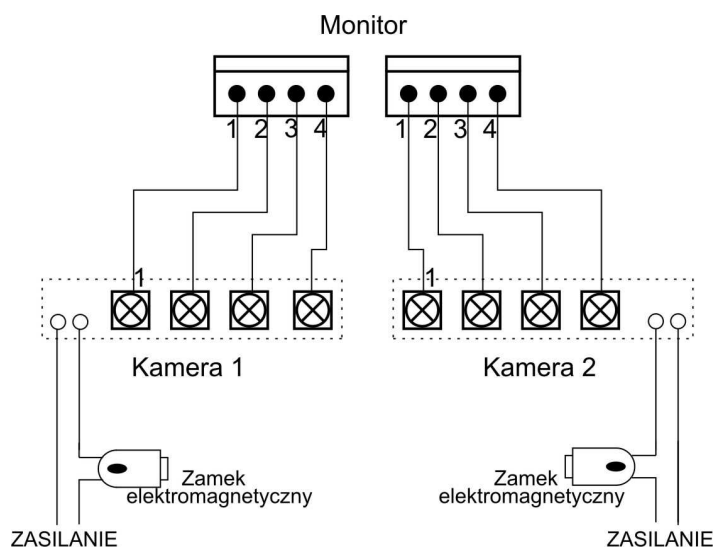 Monitor
1 2 3 4
1 2 3 4
1
1
Kamera 1
Kamera 2
Zamek
elektromagnetyczny
Zamek
elektromagnetyczny
ZASILANIE
ZASILANIE